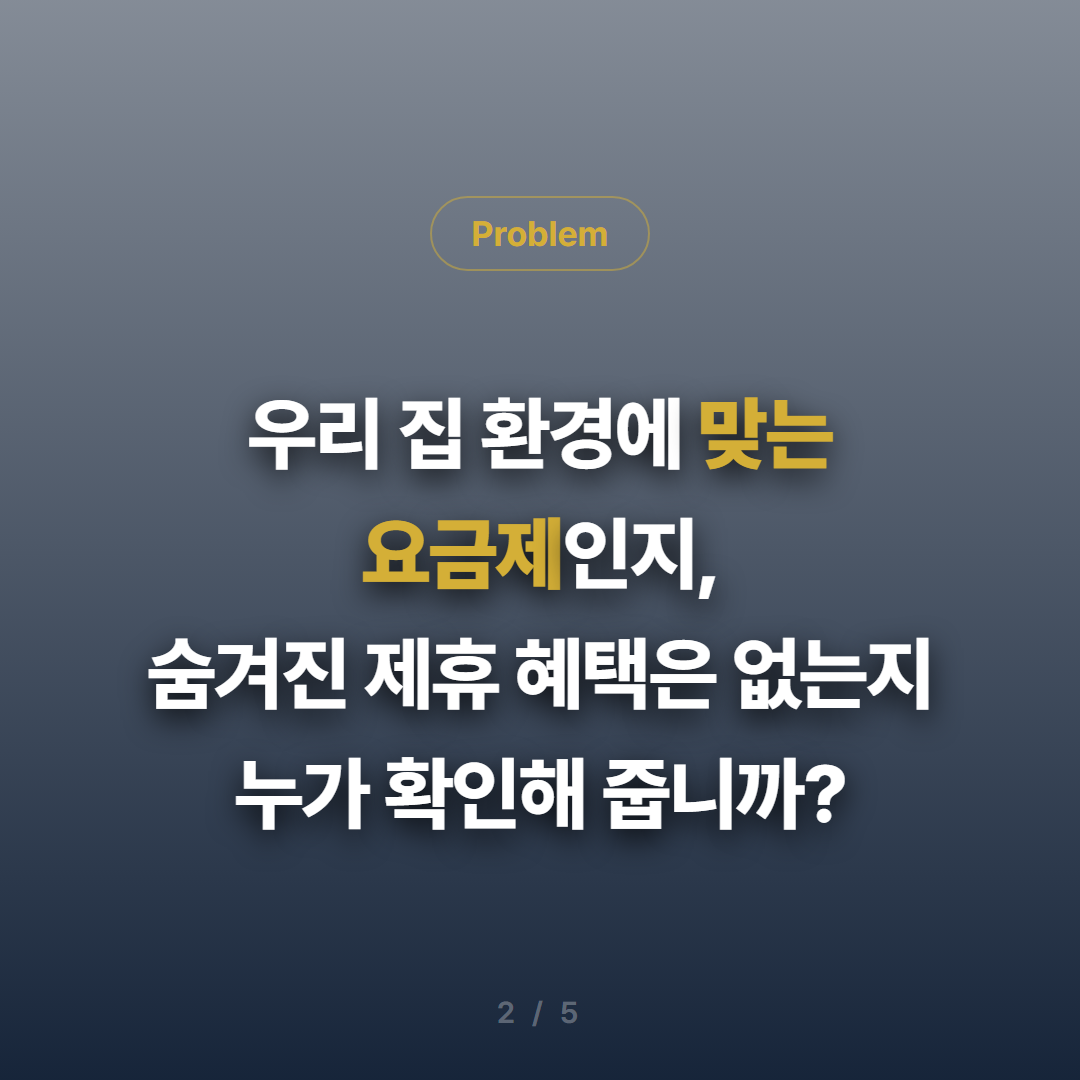 Problem
우리 집 환경에 맞는
요금제인지,
숨겨진 제휴 혜택은 없는지
누가 확인해 줍니까?
2 / 5